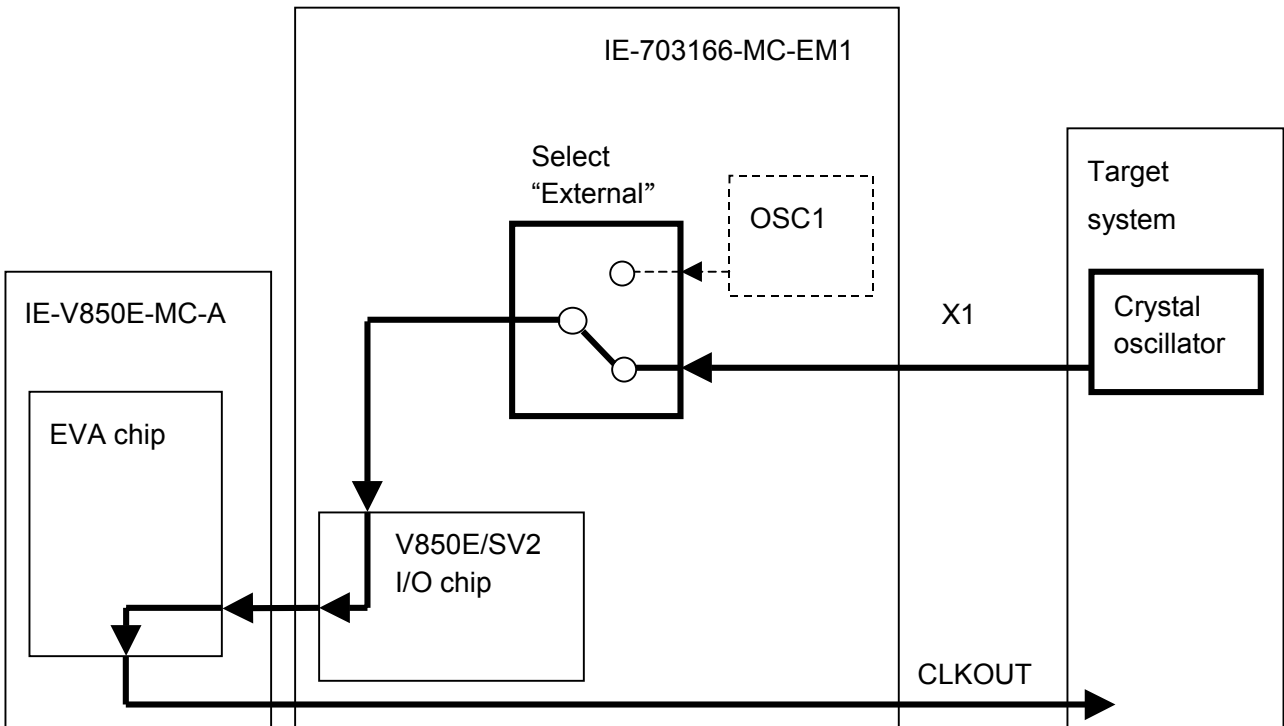 IE-703166-MC-EM1
Select
“External”
OSC1
Target
system
IE-V850E-MC-A
X1
Crystal
oscillator
EVA chip
V850E/SV2
I/O chip
CLKOUT